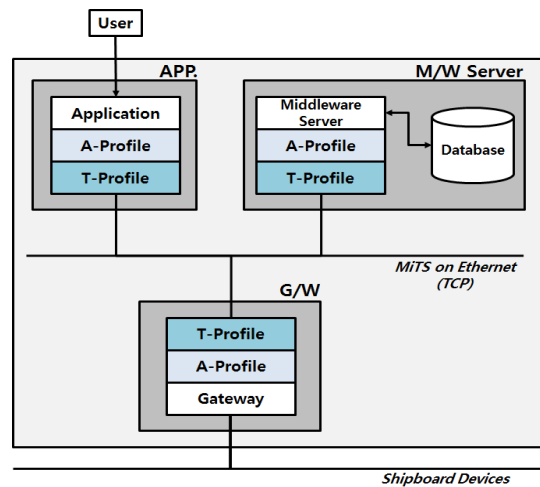 User
APP.
M/W Server
Application
A-Profile
T-Profile
Middleware
Server
A-Profile
T-Profile
Database
MiTS on Ethernet
(TCP)
G/W
T-Profile
A-Profile
Gateway
Shipboard Devices